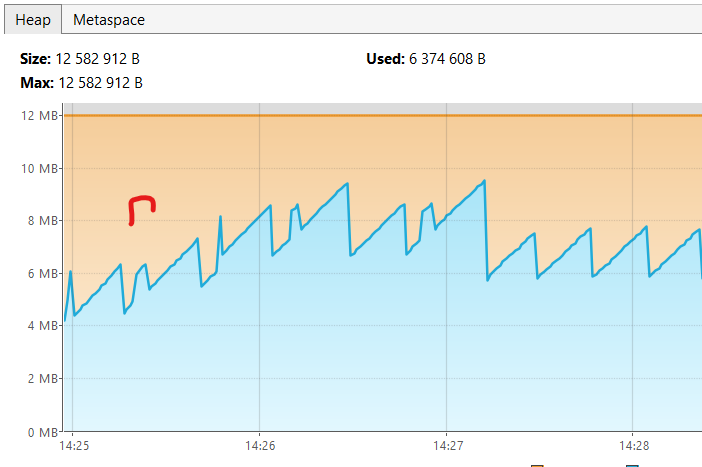 Heap Metaspace
Size: 12 582 912 B Used: 6 374 608 B
Max: 12 582 912 B
12 MB
10 MB
8 MB
6 MB
4 MB
2 MB
0 MB
14:25 14:26 14:27 14:28